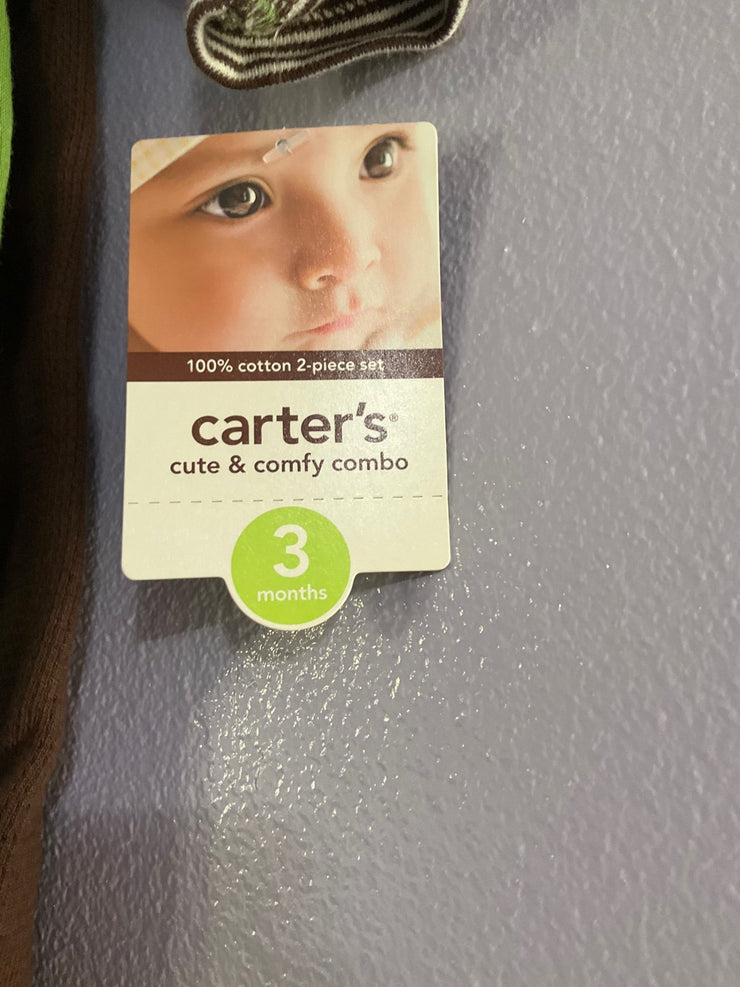 100% cotton 2-piece set
carter's®
cute & comfy combo
3
months